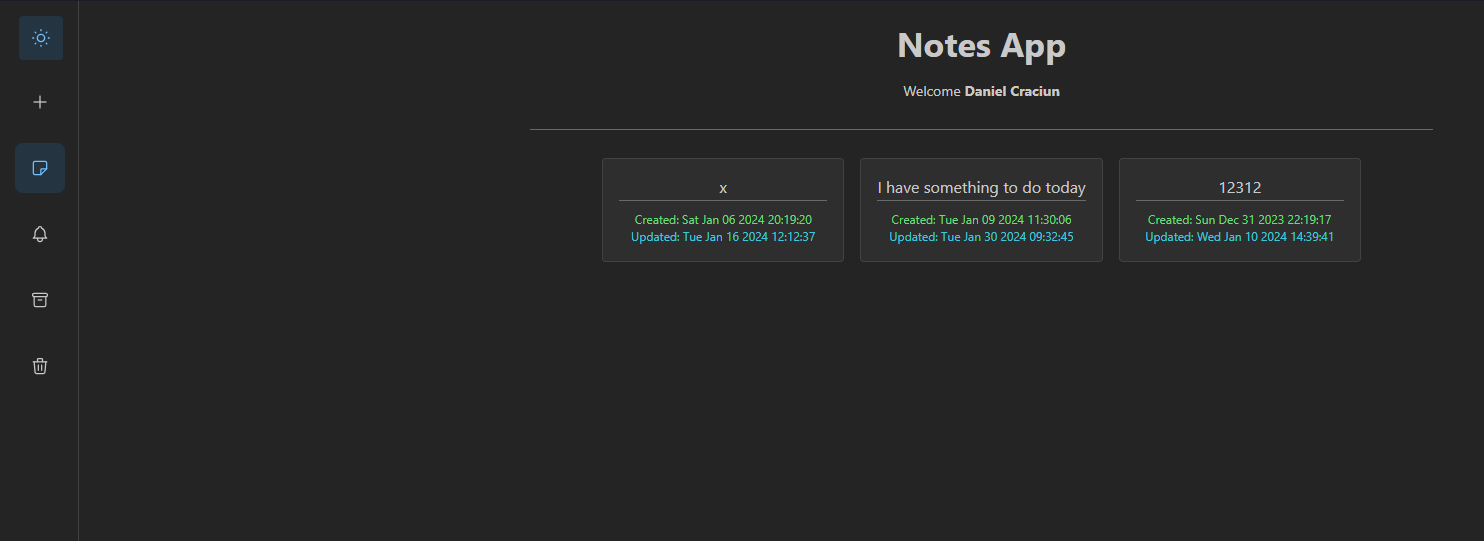 Notes App
Welcome Daniel Craciun
x
Created: Sat Jan 06 2024 20:19:20
Updated: Tue Jan 16 2024 12:12:37
I have something to do today
Created: Tue Jan 09 2024 11:30:06
Updated: Tue Jan 30 2024 09:32:45
12312
Created: Sun Dec 31 2023 22:19:17
Updated: Wed Jan 10 2024 14:39:41